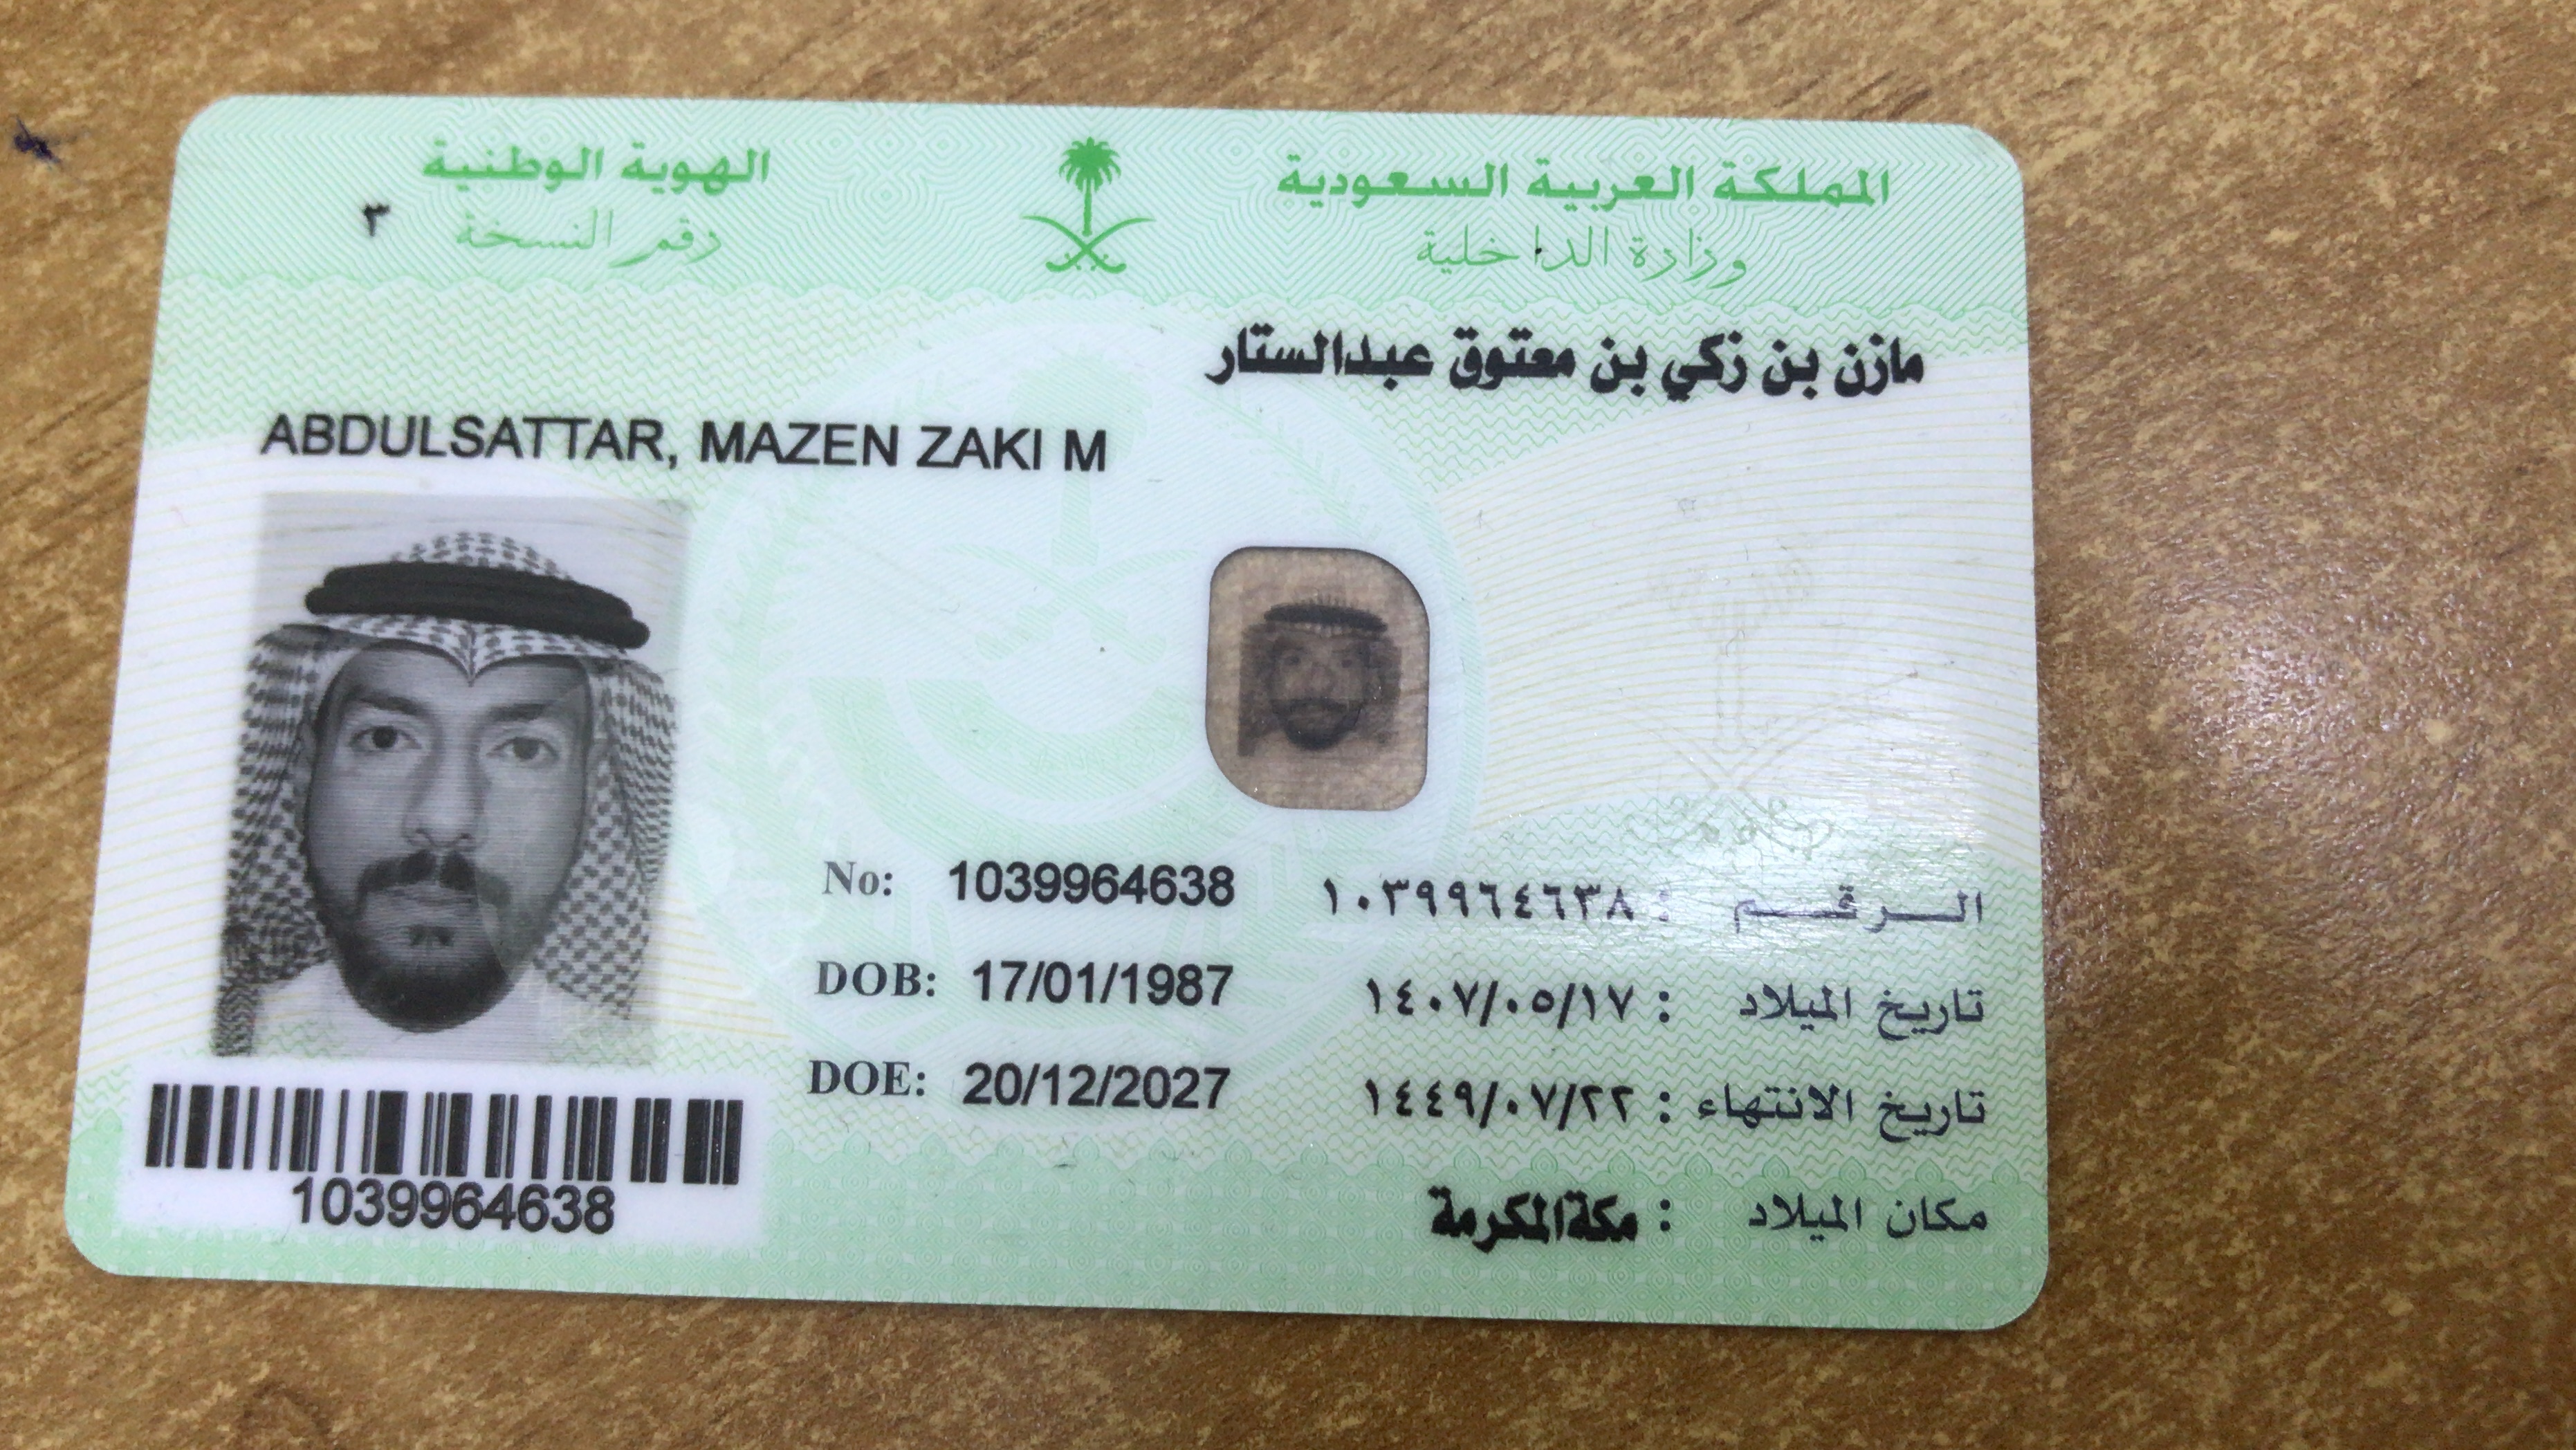 المملكة العربية السعودية
وزارة الداخلية
الهوية الوطنية
رقم النسخة ٣
مازن بن زكي بن معتوق عبدالستار
ABDULSATTAR, MAZEN ZAKI M
الرقم : ١٠٣٩٩٦٤٦٣٨
No: 1039964638
تاريخ الميلاد : ١٤٠٧/٠٥/١٧
DOB: 17/01/1987
تاريخ الانتهاء : ١٤٤٩/٠٧/٢٢
DOE: 20/12/2027
مكان الميلاد : مكة المكرمة
1039964638